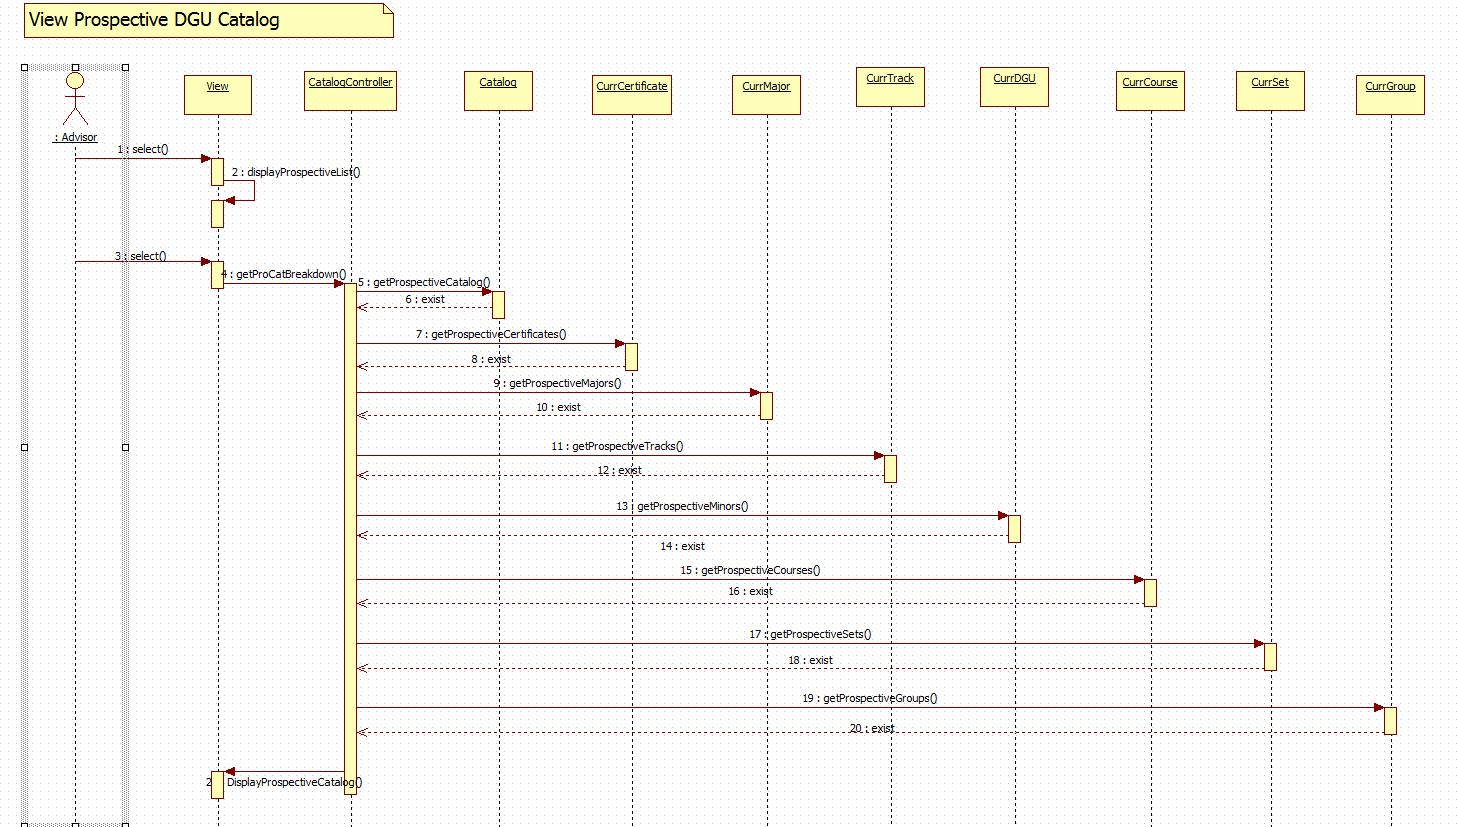 View Prospective DGU Catalog
: Advisor
View
CatalogController
Catalog
CurrCertificate
CurrMajor
CurrTrack
CurrDGU
CurrCourse
CurrSet
CurrGroup
1 : select()
2 : displayProspectiveList()
3 : select()
4 : getProCatBreakdown()
5 : getProspectiveCatalog()
6 : exist
7 : getProspectiveCertificates()
8 : exist
9 : getProspectiveMajors()
10 : exist
11 : getProspectiveTracks()
12 : exist
13 : getProspectiveMinors()
14 : exist
15 : getProspectiveCourses()
16 : exist
17 : getProspectiveSets()
18 : exist
19 : getProspectiveGroups()
20 : exist
2 DisplayProspectiveCatalog()